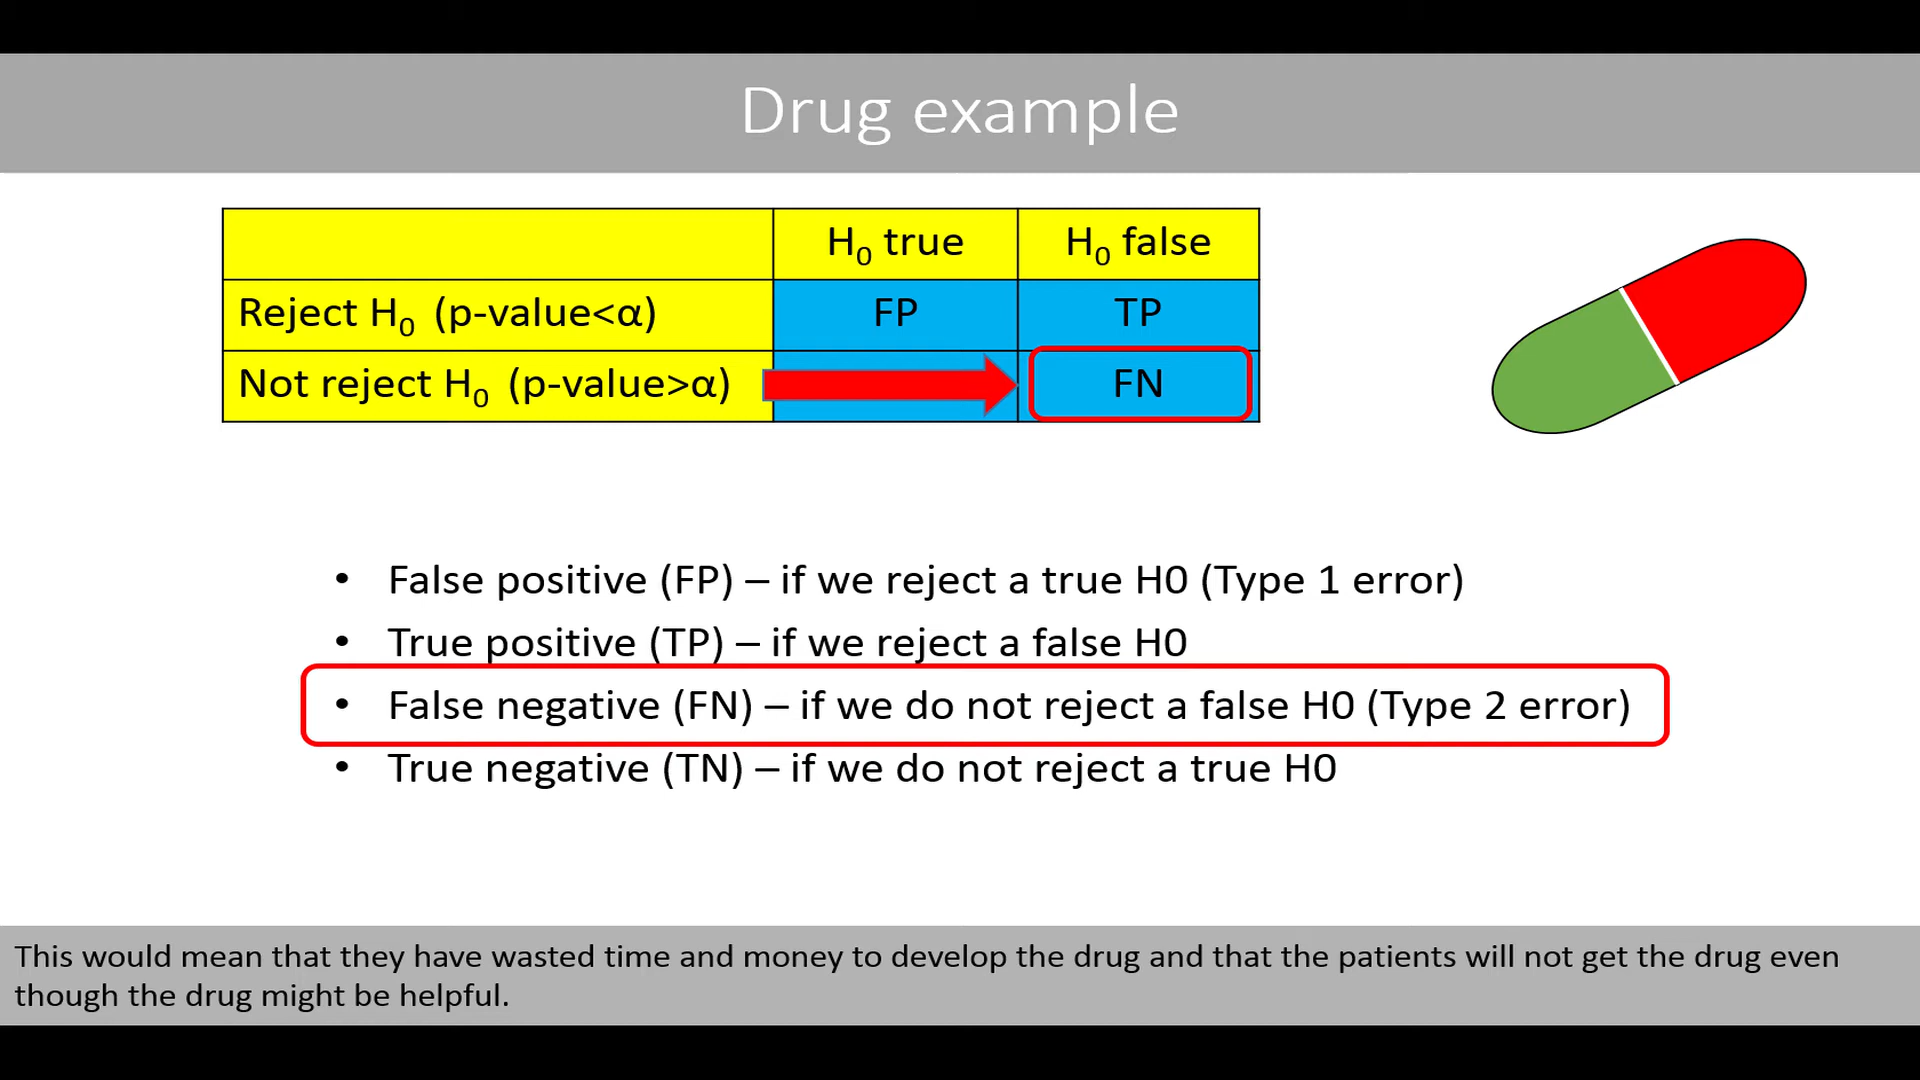 Drug example
H0 true H0 false
Reject H0 (p-value<α) FP TP
Not reject H0 (p-value>α) FN
• False positive (FP) – if we reject a true H0 (Type 1 error)
• True positive (TP) – if we reject a false H0
• False negative (FN) – if we do not reject a false H0 (Type 2 error)
• True negative (TN) – if we do not reject a true H0
This would mean that they have wasted time and money to develop the drug and that the patients will not get the drug even
though the drug might be helpful.